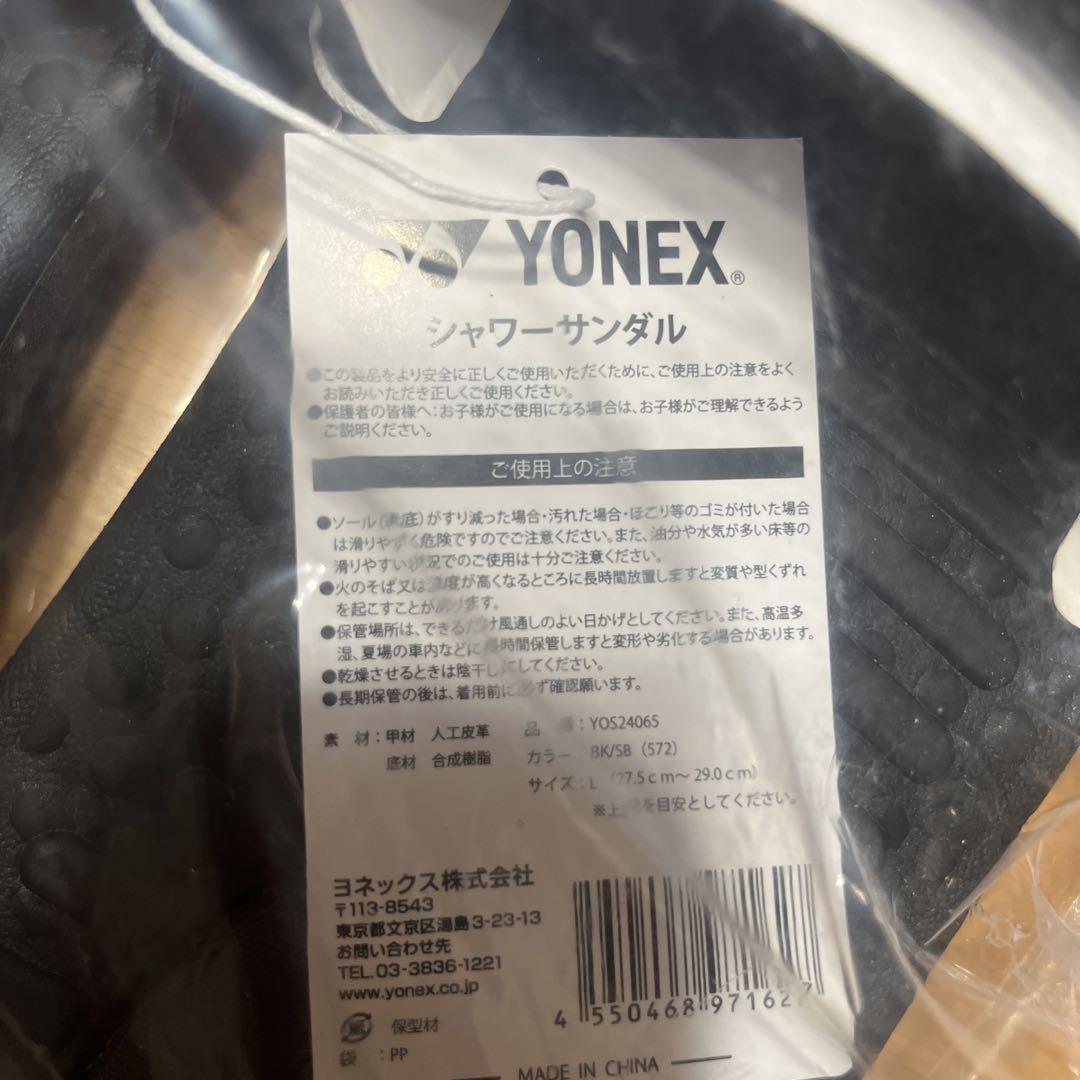 YONEX®
シャワーサンダル
●この製品をより安全に正しくご使用いただくために、ご使用上の注意をよく
お読みいただき正しくご使用ください。
●保護者の皆様へ:お子様がご使用になる場合は、お子様がご理解できるよう
ご説明ください。
ご使用上の注意
●ソール(底)がすり減った場合・汚れた場合・ほこり等のゴミが付いた場合
は滑りやすく危険ですのでご注意ください。また、油分や水気が多い床等の
滑りやすい状況でのご使用は十分ご注意ください。
●火のそば又は温度が高くなるところに長時間放置しますと変質や型くずれ
を起こすことがあります。
●保管場所は、できるだけ風通しのよい日かげとしてください。また、高温多
湿、夏場の車内などに長時間保管しますと変形や劣化する場合があります。
●乾燥させるときは陰干しにしてください。
●長期保管の後は、着用前に必ず確認願います。
素 材:甲材 人工皮革 品 番:YOS24065
底材 合成樹脂 カラー BK/SB (572)
サイズ:L (27.5cm〜29.0cm)
※上を目安としてください。
ヨネックス株式会社
〒113-8543
東京都文京区湯島3-23-13
お問い合わせ先
TEL.03-3836-1221
www.yonex.co.jp
4 550468 971627
紙 保型材
袋 :PP
MADE IN CHINA